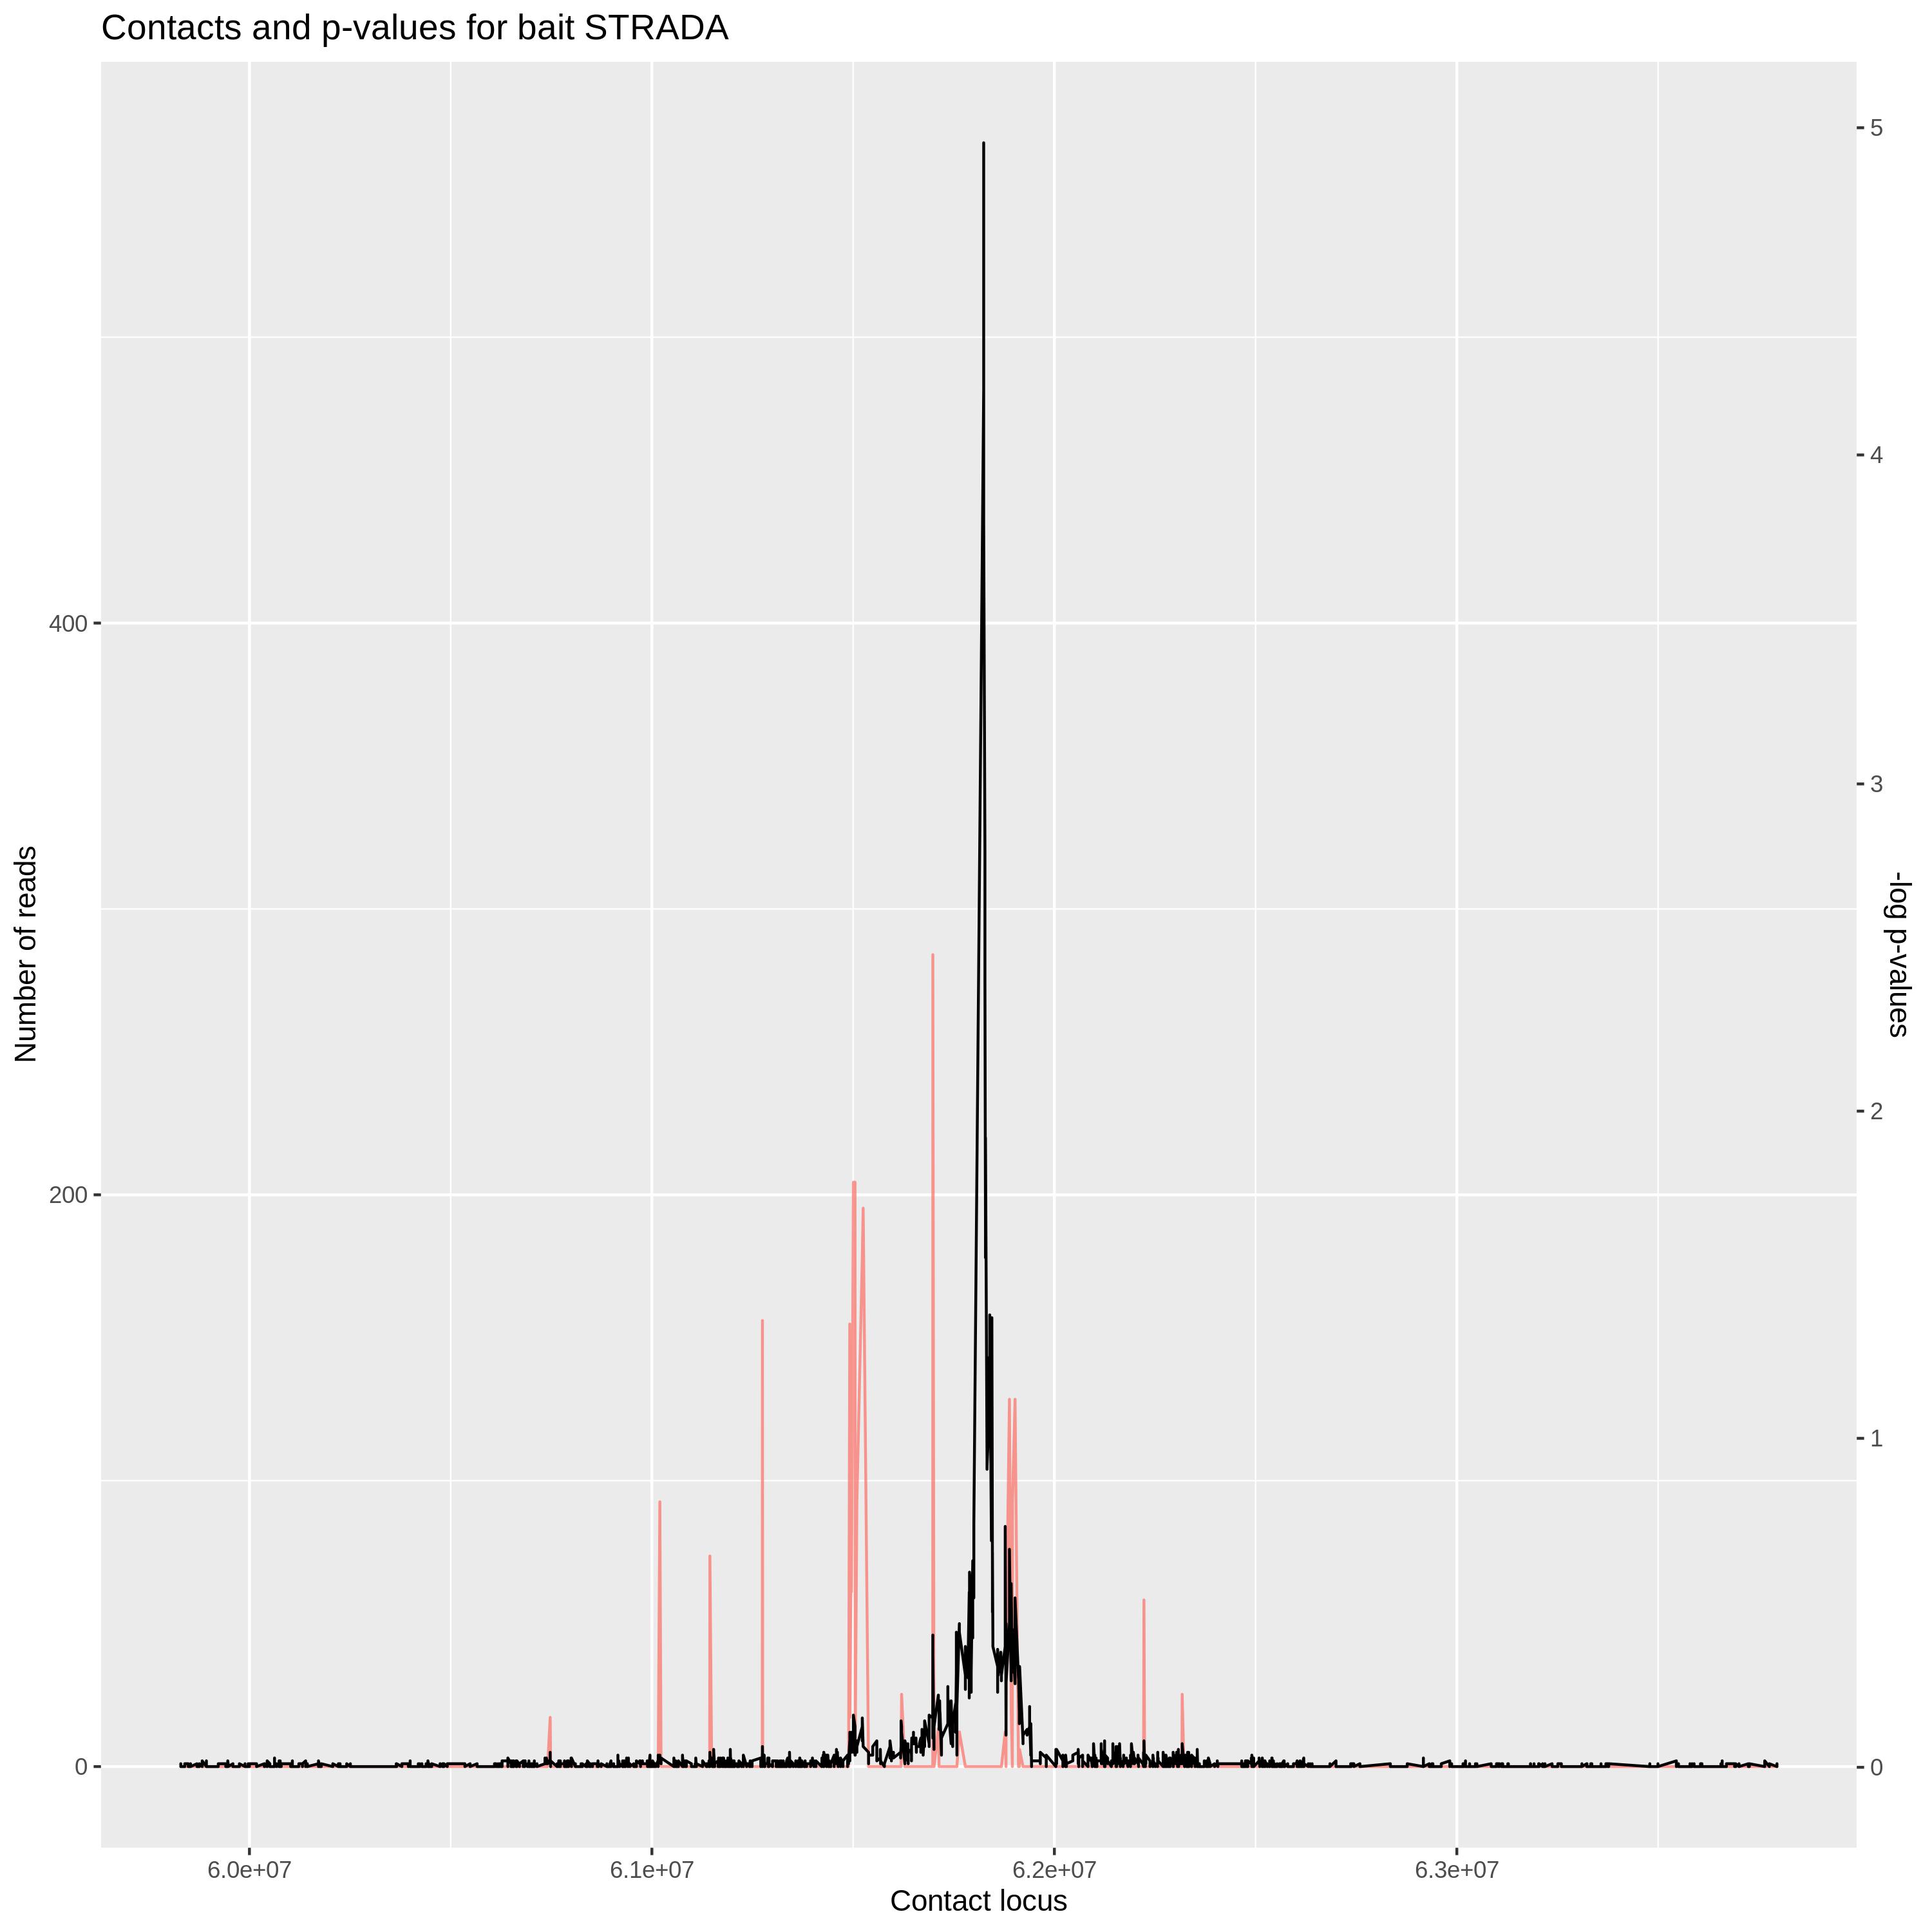 Contacts and p-values for bait STRADA
Number of reads
400
200
0
5
4
3
2
1
0
-log p-values
6.0e+07
6.1e+07
6.2e+07
6.3e+07
Contact locus